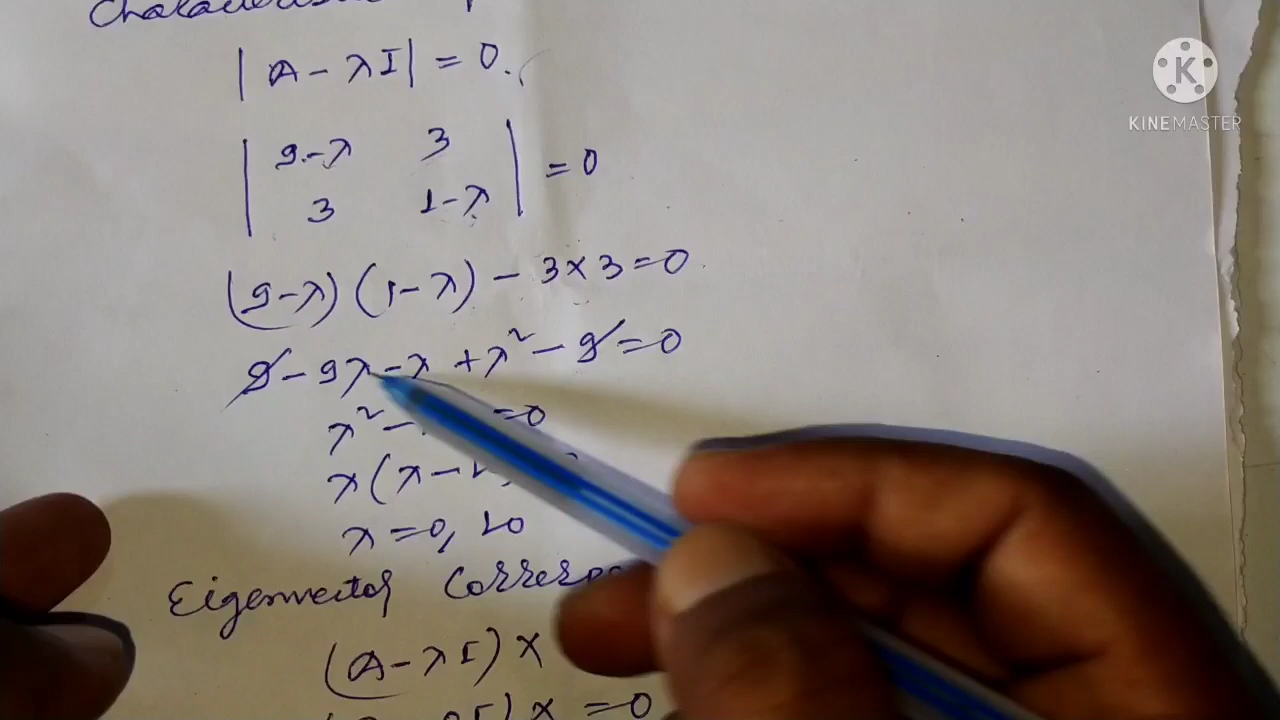 |A - λI| = 0.
K
KINEMASTER
| 9-λ 3 |
| 3 1-λ | = 0
(9-λ) (1-λ) - 3×3 = 0
9 - 9λ - λ + λ² - 9 = 0
λ² - = 0
λ(λ -
λ = 0, 10
Eigenvector
(A - λI) X
X = 0